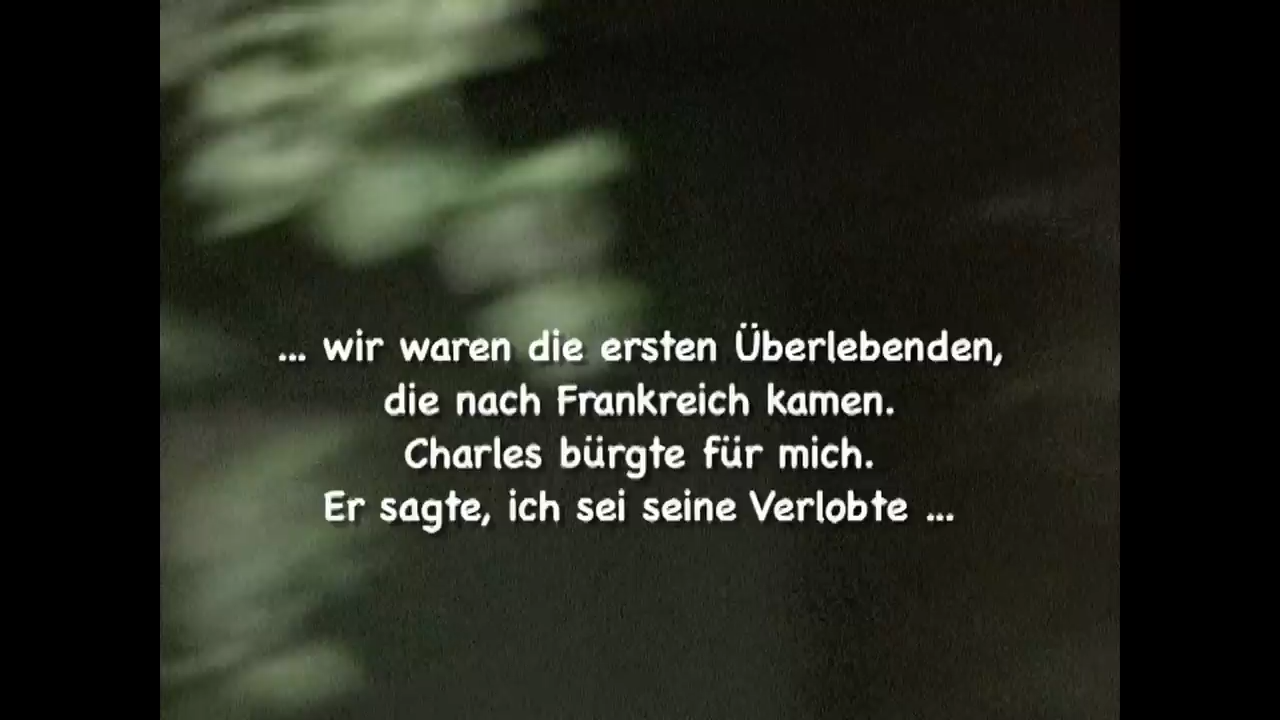 ... wir waren die ersten Überlebenden,
die nach Frankreich kamen.
Charles bürgte für mich.
Er sagte, ich sei seine Verlobte ...